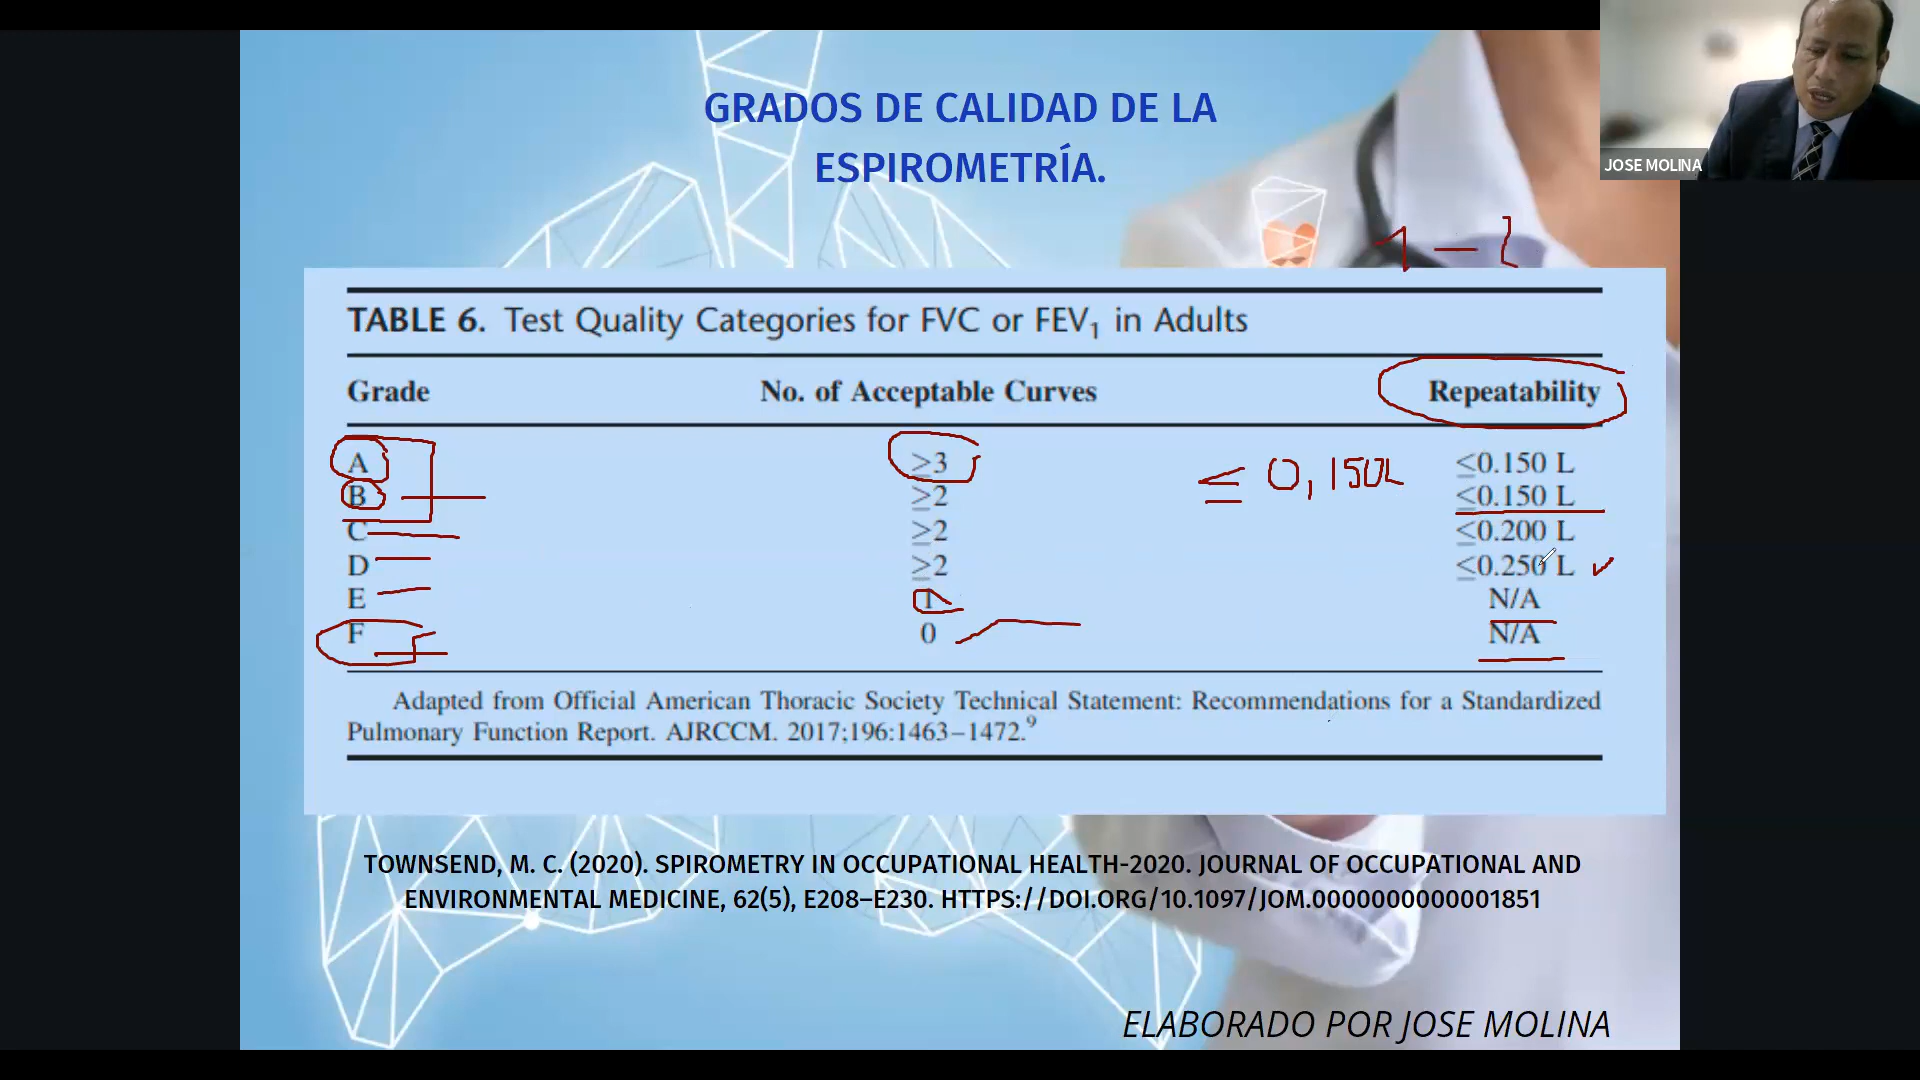 GRADOS DE CALIDAD DE LA
ESPIROMETRÍA.
JOSE MOLINA
TABLE 6. Test Quality Categories for FVC or FEV1 in Adults
Grade No. of Acceptable Curves Repeatability
A ≥3 ≤0.150 L
≤ 0,150L
B ≥2 ≤0.150 L
C ≥2 ≤0.200 L
D ≥2 ≤0.250 L
E 1 N/A
F 0 N/A
Adapted from Official American Thoracic Society Technical Statement: Recommendations for a Standardized
Pulmonary Function Report. AJRCCM. 2017;196:1463–1472.9
TOWNSEND, M. C. (2020). SPIROMETRY IN OCCUPATIONAL HEALTH-2020. JOURNAL OF OCCUPATIONAL AND
ENVIRONMENTAL MEDICINE, 62(5), E208–E230. HTTPS://DOI.ORG/10.1097/JOM.0000000000001851
ELABORADO POR JOSE MOLINA